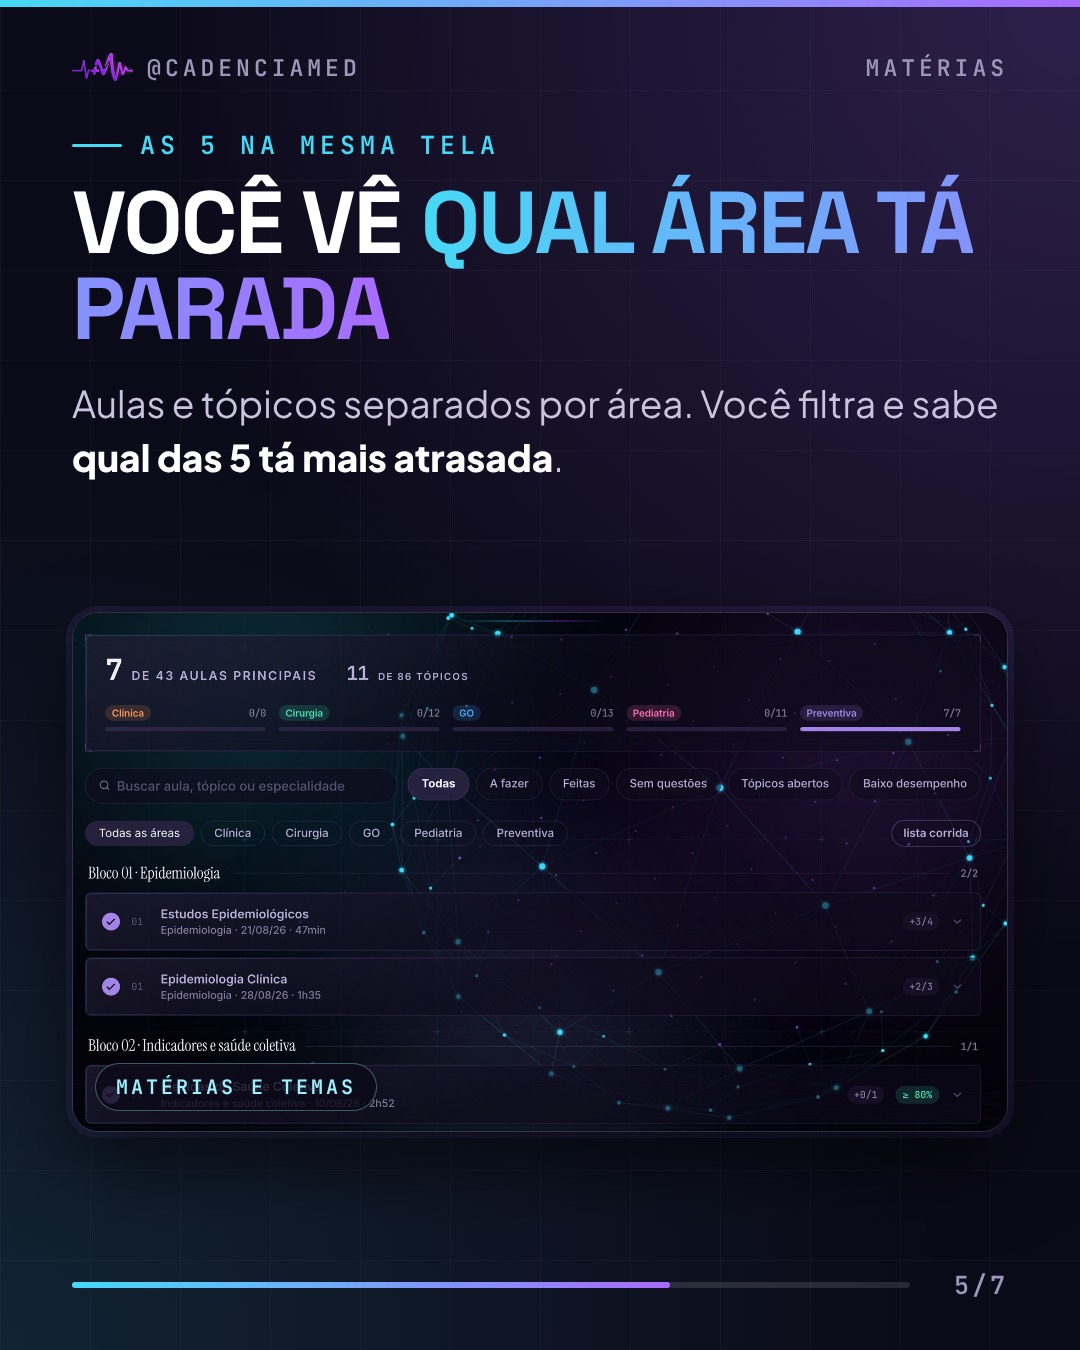 @CADENCIAMED
MATÉRIAS
AS 5 NA MESMA TELA
VOCÊ VÊ QUAL ÁREA TÁ
PARADA
Aulas e tópicos separados por área. Você filtra e sabe
qual das 5 tá mais atrasada.
7 DE 43 AULAS PRINCIPAIS 11 DE 86 TÓPICOS
Clínica 0/0 Cirurgia 0/12 GO 0/13 Pediatria 0/11 Preventiva 7/7
Buscar aula, tópico ou especialidade Todas A fazer Feitas Sem questões Tópicos abertos Baixo desempenho
Todas as áreas Clínica Cirurgia GO Pediatria Preventiva lista corrida
Bloco 01 · Epidemiologia 2/2
01 Estudos Epidemiológicos +3/4
Epidemiologia · 21/08/26 · 47min
01 Epidemiologia Clínica +2/3
Epidemiologia · 28/08/26 · 1h35
Bloco 02 · Indicadores e saúde coletiva 1/1
MATÉRIAS E TEMAS +0/1 ≥ 80%
Indicadores e saúde coletiva · 10/08/26 · 2h52
5/7